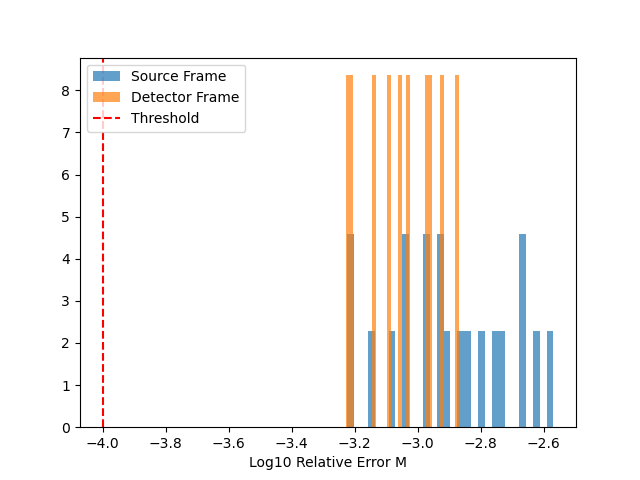 Source Frame
Detector Frame
Threshold
8
7
6
5
4
3
2
1
0
−4.0 −3.8 −3.6 −3.4 −3.2 −3.0 −2.8 −2.6
Log10 Relative Error M